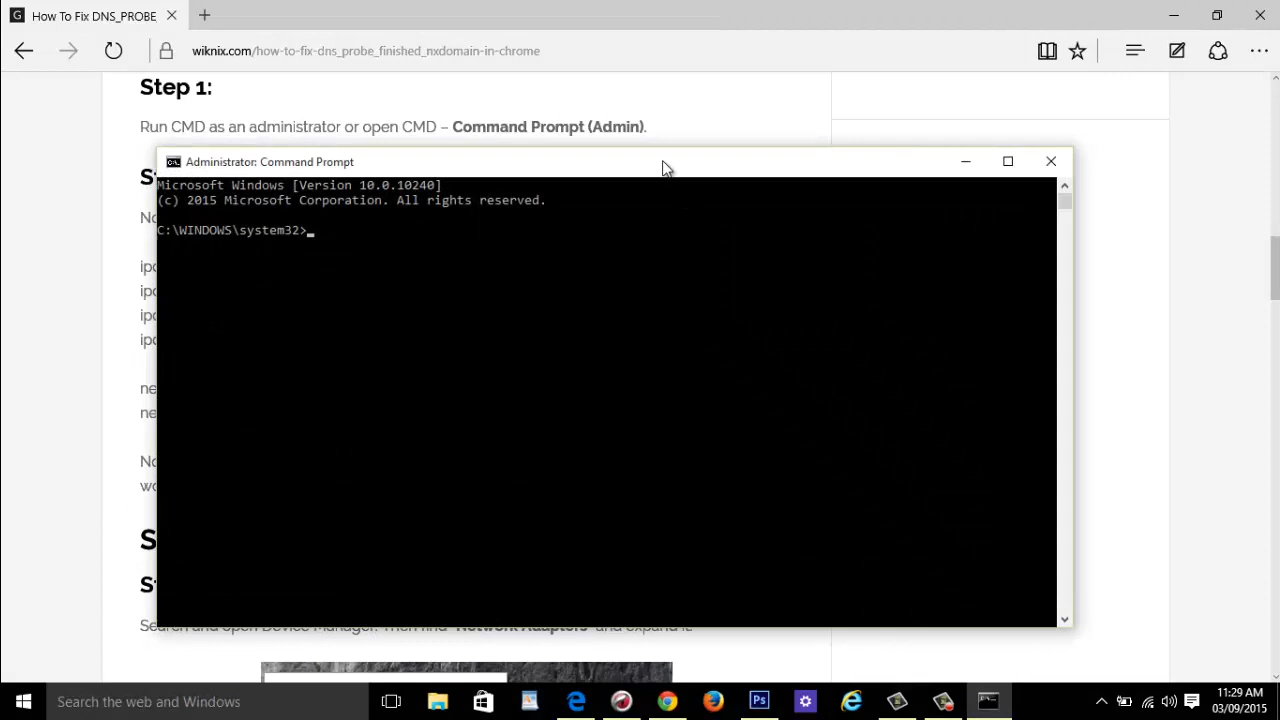 How To Fix DNS_PROBE
wiknix.com/how-to-fix-dns_probe_finished_nxdomain-in-chrome
Step 1:
Run CMD as an administrator or open CMD – Command Prompt (Admin).
Administrator: Command Prompt
Microsoft Windows [Version 10.0.10240]
(c) 2015 Microsoft Corporation. All rights reserved.
C:\WINDOWS\system32>
Search and open Device Manager. Then find "Network Adapters" and expand it.
Search the web and Windows
11:29 AM
03/09/2015